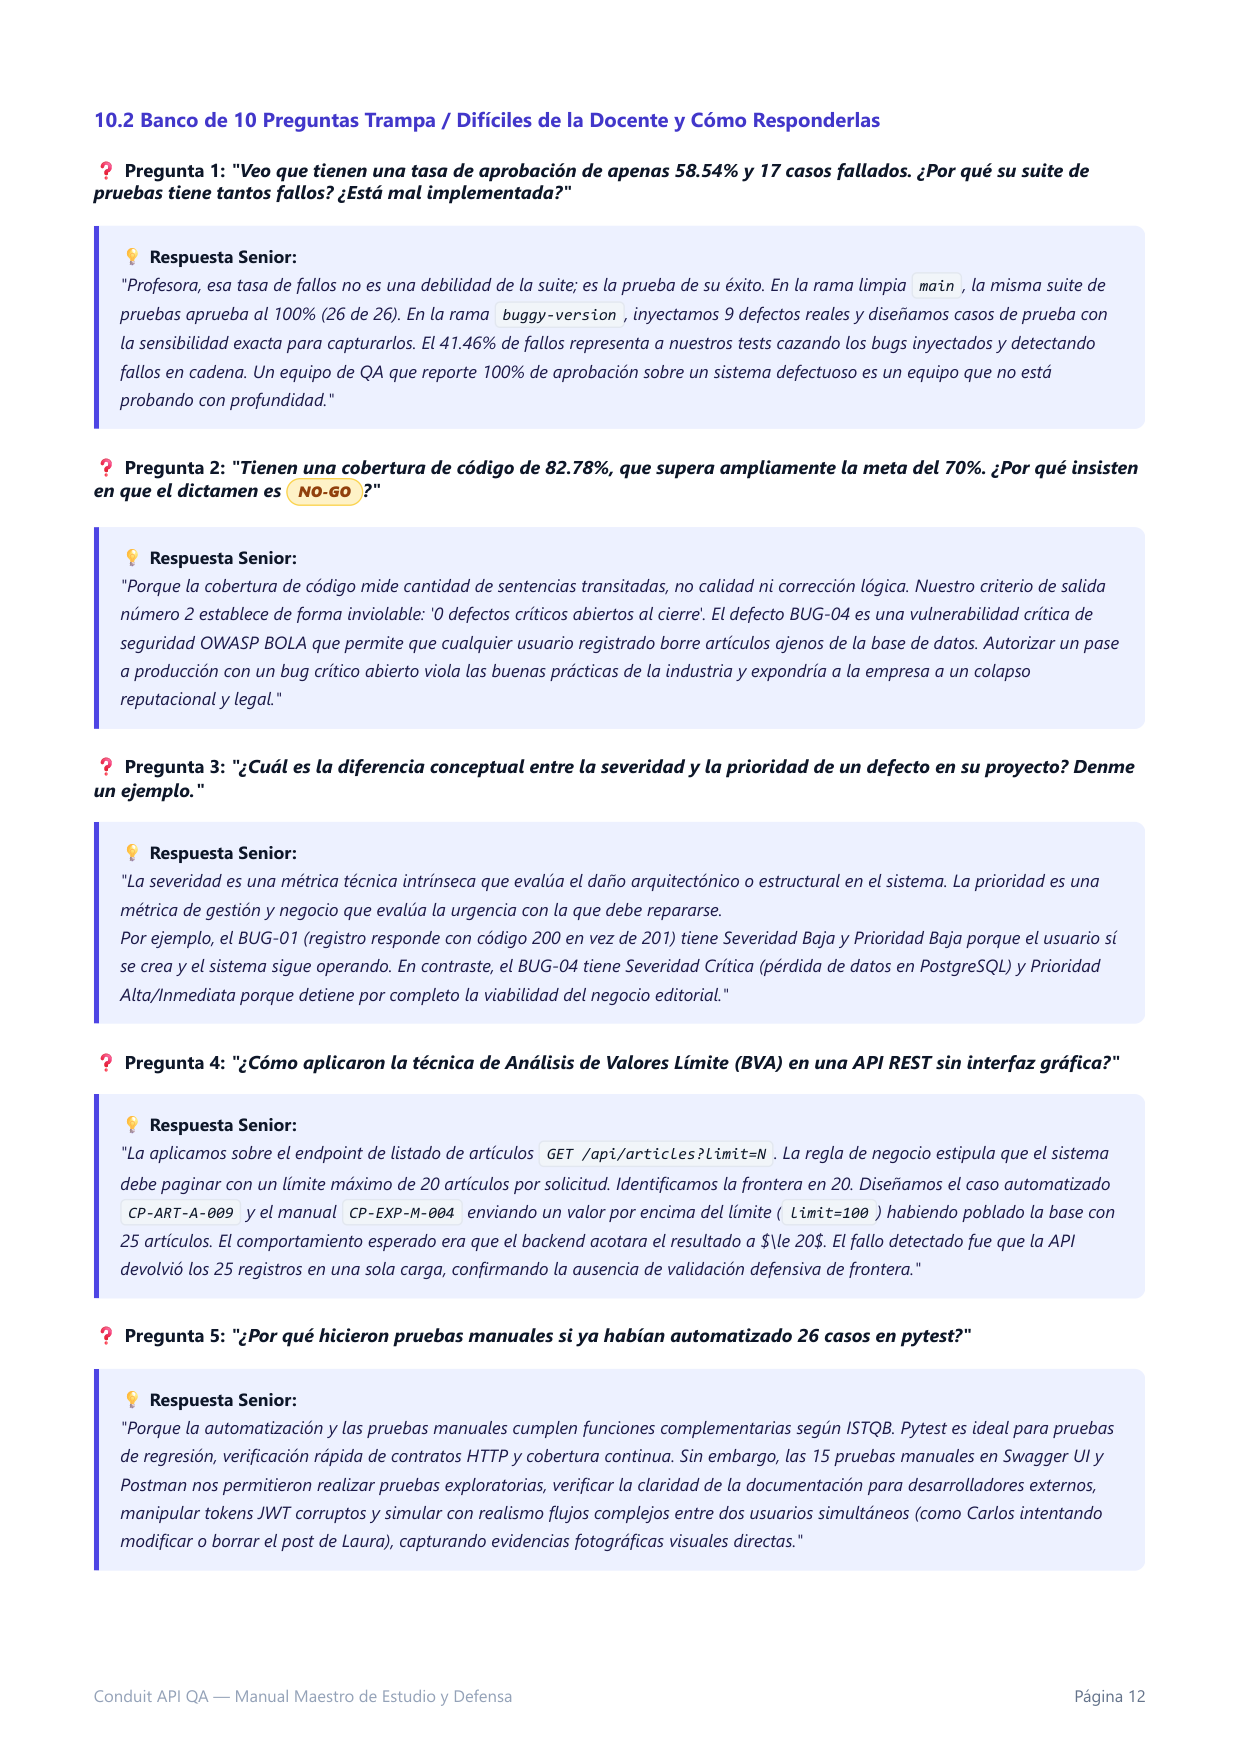 10.2 Banco de 10 Preguntas Trampa / Difíciles de la Docente y Cómo Responderlas
❓ Pregunta 1: "Veo que tienen una tasa de aprobación de apenas 58.54% y 17 casos fallados. ¿Por qué su suite de
pruebas tiene tantos fallos? ¿Está mal implementada?"
💡 Respuesta Senior:
"Profesora, esa tasa de fallos no es una debilidad de la suite; es la prueba de su éxito. En la rama limpia main, la misma suite de
pruebas aprueba al 100% (26 de 26). En la rama buggy-version, inyectamos 9 defectos reales y diseñamos casos de prueba con
la sensibilidad exacta para capturarlos. El 41.46% de fallos representa a nuestros tests cazando los bugs inyectados y detectando
fallos en cadena. Un equipo de QA que reporte 100% de aprobación sobre un sistema defectuoso es un equipo que no está
probando con profundidad."
❓ Pregunta 2: "Tienen una cobertura de código de 82.78%, que supera ampliamente la meta del 70%. ¿Por qué insisten
en que el dictamen es NO-GO?"
💡 Respuesta Senior:
"Porque la cobertura de código mide cantidad de sentencias transitadas, no calidad ni corrección lógica. Nuestro criterio de salida
número 2 establece de forma inviolable: '0 defectos críticos abiertos al cierre'. El defecto BUG-04 es una vulnerabilidad crítica de
seguridad OWASP BOLA que permite que cualquier usuario registrado borre artículos ajenos de la base de datos. Autorizar un pase
a producción con un bug crítico abierto viola las buenas prácticas de la industria y expondría a la empresa a un colapso
reputacional y legal."
❓ Pregunta 3: "¿Cuál es la diferencia conceptual entre la severidad y la prioridad de un defecto en su proyecto? Denme
un ejemplo."
💡 Respuesta Senior:
"La severidad es una métrica técnica intrínseca que evalúa el daño arquitectónico o estructural en el sistema. La prioridad es una
métrica de gestión y negocio que evalúa la urgencia con la que debe repararse.
Por ejemplo, el BUG-01 (registro responde con código 200 en vez de 201) tiene Severidad Baja y Prioridad Baja porque el usuario sí
se crea y el sistema sigue operando. En contraste, el BUG-04 tiene Severidad Crítica (pérdida de datos en PostgreSQL) y Prioridad
Alta/Inmediata porque detiene por completo la viabilidad del negocio editorial."
❓ Pregunta 4: "¿Cómo aplicaron la técnica de Análisis de Valores Límite (BVA) en una API REST sin interfaz gráfica?"
💡 Respuesta Senior:
"La aplicamos sobre el endpoint de listado de artículos GET /api/articles?limit=N. La regla de negocio estipula que el sistema
debe paginar con un límite máximo de 20 artículos por solicitud. Identificamos la frontera en 20. Diseñamos el caso automatizado
CP-ART-A-009 y el manual CP-EXP-M-004 enviando un valor por encima del límite (limit=100) habiendo poblado la base con
25 artículos. El comportamiento esperado era que el backend acotara el resultado a $\le 20$. El fallo detectado fue que la API
devolvió los 25 registros en una sola carga, confirmando la ausencia de validación defensiva de frontera."
❓ Pregunta 5: "¿Por qué hicieron pruebas manuales si ya habían automatizado 26 casos en pytest?"
💡 Respuesta Senior:
"Porque la automatización y las pruebas manuales cumplen funciones complementarias según ISTQB. Pytest es ideal para pruebas
de regresión, verificación rápida de contratos HTTP y cobertura continua. Sin embargo, las 15 pruebas manuales en Swagger UI y
Postman nos permitieron realizar pruebas exploratorias, verificar la claridad de la documentación para desarrolladores externos,
manipular tokens JWT corruptos y simular con realismo flujos complejos entre dos usuarios simultáneos (como Carlos intentando
modificar o borrar el post de Laura), capturando evidencias fotográficas visuales directas."
Conduit API QA — Manual Maestro de Estudio y Defensa
Página 12